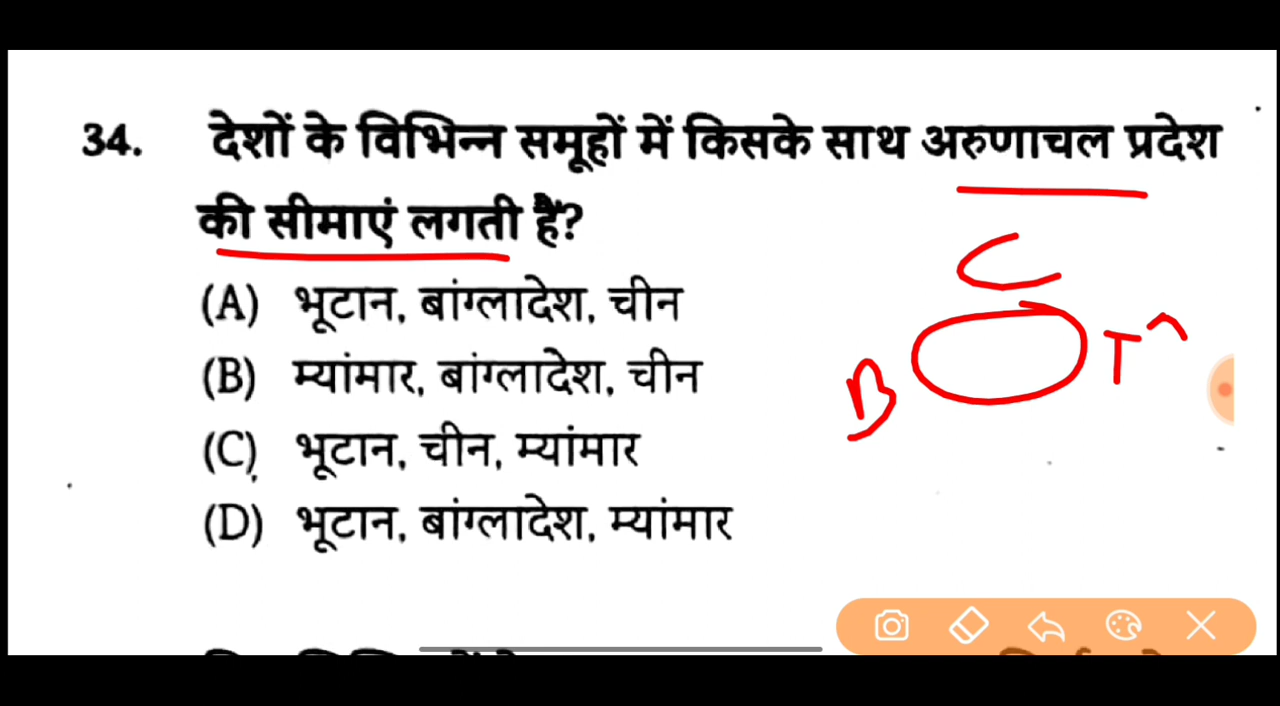 34. देशों के विभिन्न समूहों में किसके साथ अरुणाचल प्रदेश
की सीमाएं लगती हैं?
(A) भूटान, बांग्लादेश, चीन
(B) म्यांमार, बांग्लादेश, चीन
(C) भूटान, चीन, म्यांमार
(D) भूटान, बांग्लादेश, म्यांमार
C
B